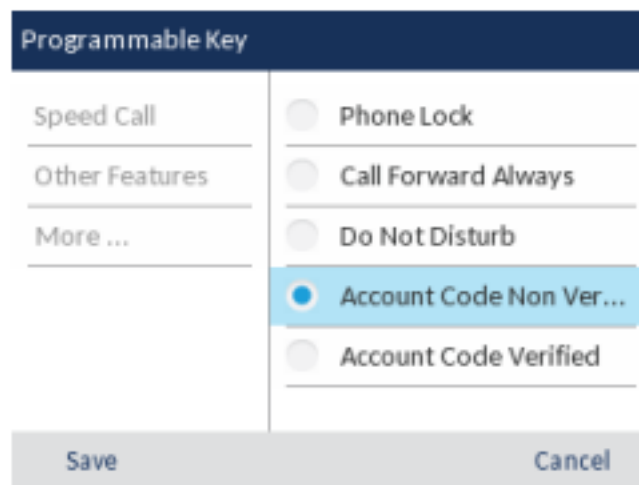 Programmable Key
Speed Call
Other Features
More ...
Phone Lock
Call Forward Always
Do Not Disturb
Account Code Non Ver...
Account Code Verified
Save
Cancel